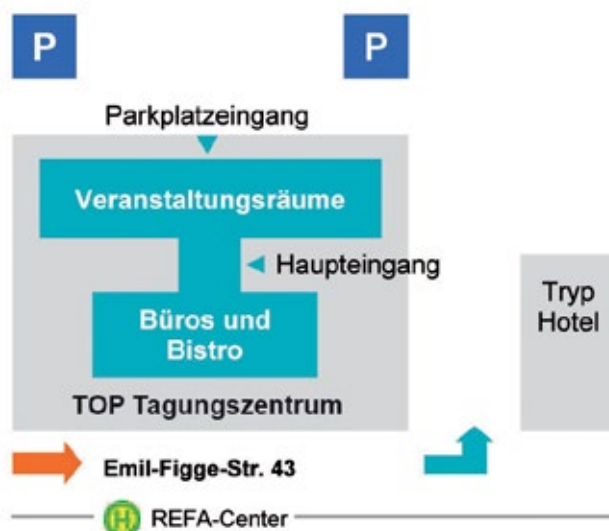 P P
Parkplatzeingang
Veranstaltungsräume
Haupteingang
Büros und
Bistro
Tryp
Hotel
TOP Tagungszentrum
Emil-Figge-Str. 43
H REFA-Center